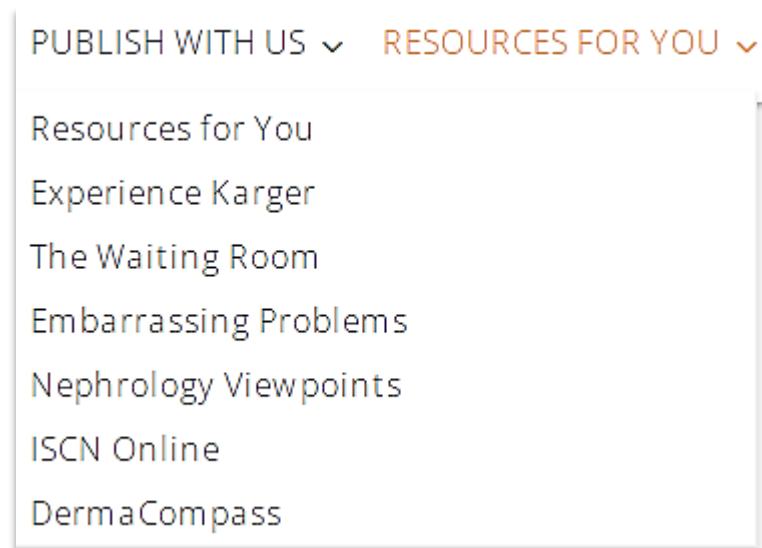 PUBLISH WITH US RESOURCES FOR YOU
Resources for You
Experience Karger
The Waiting Room
Embarrassing Problems
Nephrology Viewpoints
ISCN Online
DermaCompass